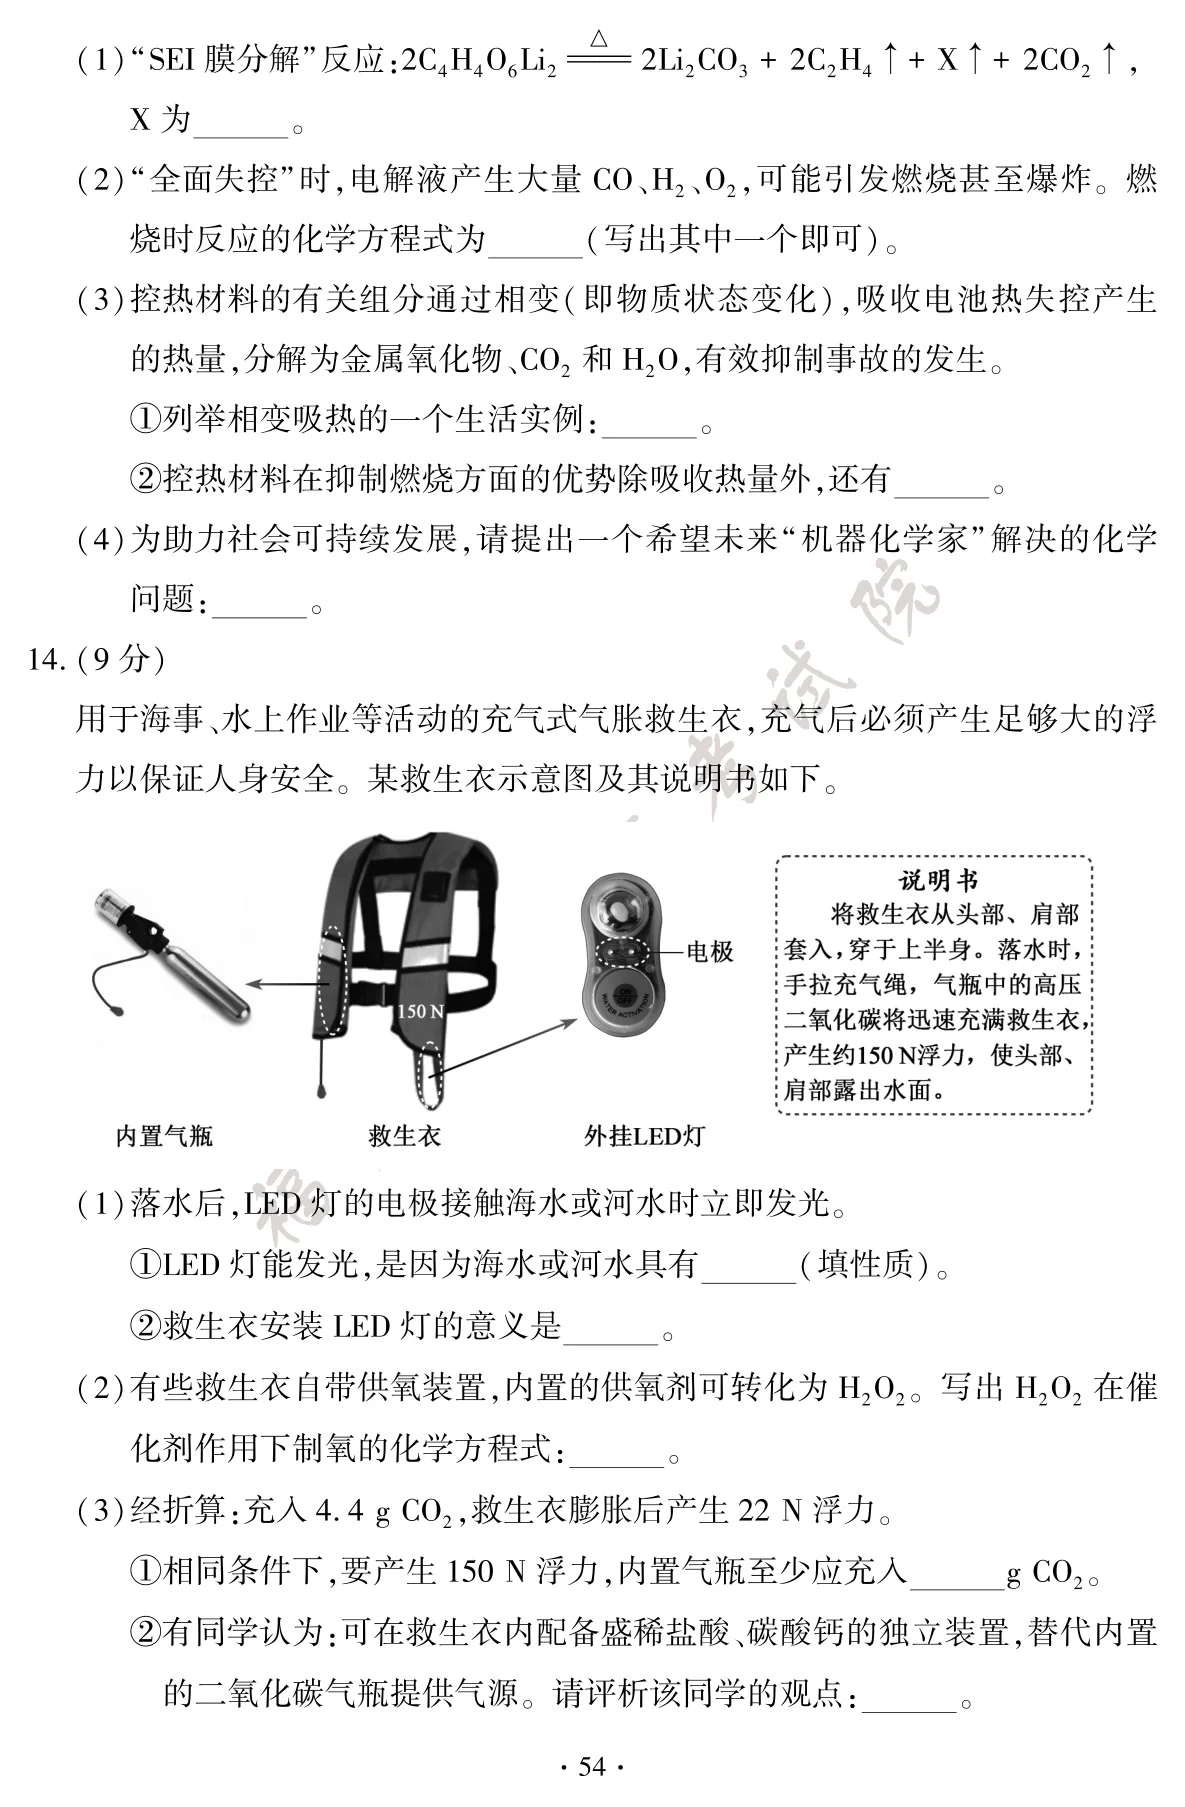 (1)“SEI 膜分解”反应:2C₄H₄O₆Li₂ ≜ 2Li₂CO₃ + 2C₂H₄↑+ X↑+ 2CO₂↑,
X 为______。
(2)“全面失控”时,电解液产生大量 CO、H₂、O₂,可能引发燃烧甚至爆炸。燃
烧时反应的化学方程式为______(写出其中一个即可)。
(3)控热材料的有关组分通过相变(即物质状态变化),吸收电池热失控产生
的热量,分解为金属氧化物、CO₂ 和 H₂O,有效抑制事故的发生。
①列举相变吸热的一个生活实例:______。
②控热材料在抑制燃烧方面的优势除吸收热量外,还有______。
(4)为助力社会可持续发展,请提出一个希望未来“机器化学家”解决的化学
问题:______。
14.(9 分)
用于海事、水上作业等活动的充气式气胀救生衣,充气后必须产生足够大的浮
力以保证人身安全。某救生衣示意图及其说明书如下。
150 N
电极
ON
OFF
WATER ACTIVATION
内置气瓶
救生衣
外挂LED灯
说明书
将救生衣从头部、肩部
套入,穿于上半身。落水时,
手拉充气绳,气瓶中的高压
二氧化碳将迅速充满救生衣,
产生约150 N浮力,使头部、
肩部露出水面。
(1)落水后,LED 灯的电极接触海水或河水时立即发光。
①LED 灯能发光,是因为海水或河水具有______(填性质)。
②救生衣安装 LED 灯的意义是______。
(2)有些救生衣自带供氧装置,内置的供氧剂可转化为 H₂O₂。写出 H₂O₂ 在催
化剂作用下制氧的化学方程式:______。
(3)经折算:充入 4.4 g CO₂,救生衣膨胀后产生 22 N 浮力。
①相同条件下,要产生 150 N 浮力,内置气瓶至少应充入______g CO₂。
②有同学认为:可在救生衣内配备盛稀盐酸、碳酸钙的独立装置,替代内置
的二氧化碳气瓶提供气源。请评析该同学的观点:______。
· 54 ·
福
考试院